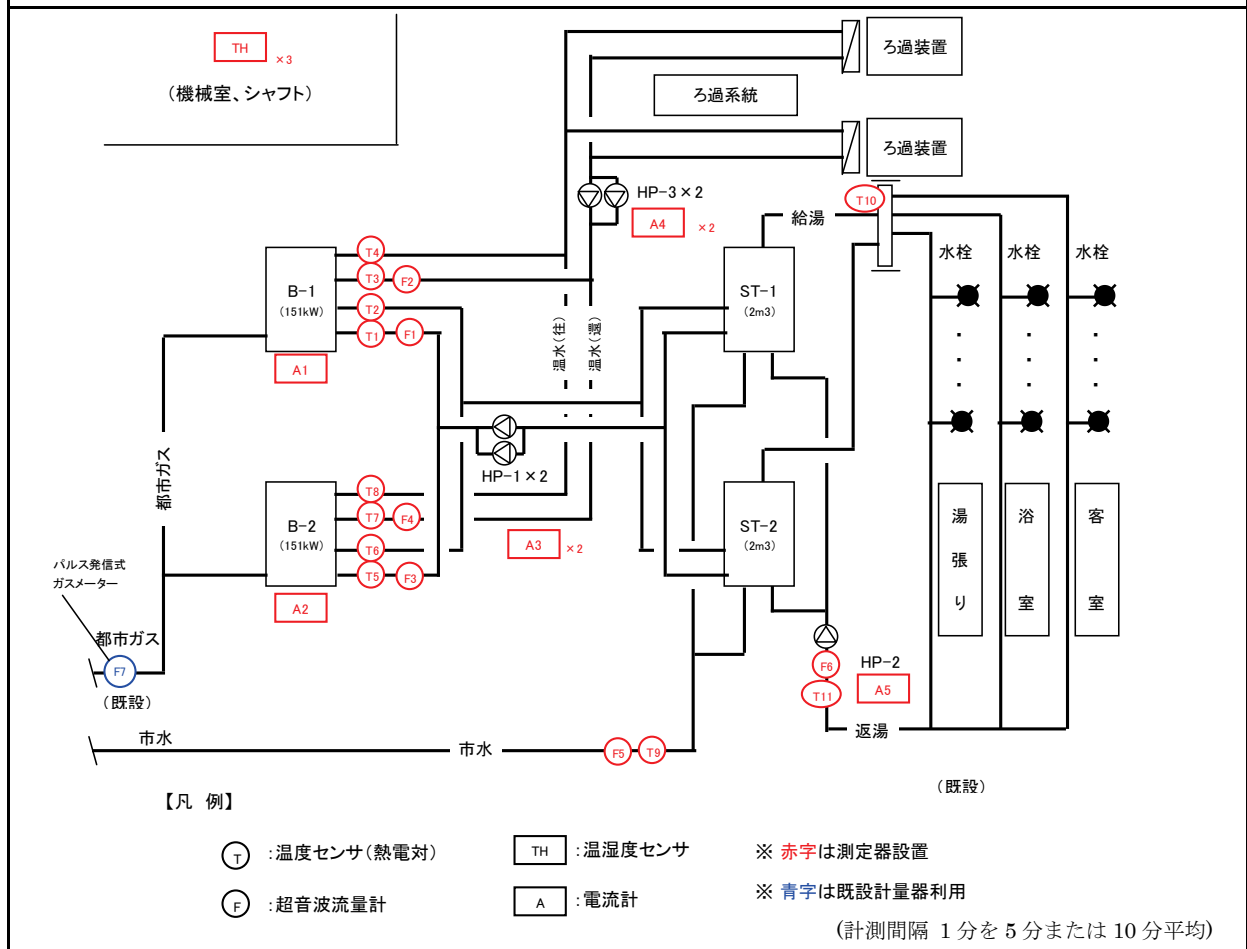 TH ×3
(機械室、シャフト)
ろ過装置
ろ過系統
ろ過装置
HP-3×2
A4 ×2
T10
給湯
水栓 水栓 水栓
T4
T3 F2
T2
T1 F1
B-1
(151kW)
A1
温水(往)
温水(還)
ST-1
(2m3)
都市ガス
HP-1×2
T8
T7 F4
T6
T5 F3
B-2
(151kW)
A2
A3 ×2
ST-2
(2m3)
湯張り
浴室
客室
パルス発信式
ガスメーター
都市ガス
F7
(既設)
F6
HP-2
T11
A5
返湯
市水
市水
F5 T9
(既設)
【凡 例】
T :温度センサ(熱電対)
TH :温湿度センサ
※ 赤字は測定器設置
F :超音波流量計
A :電流計
※ 青字は既設計量器利用
(計測間隔 1分を5分または10分平均)